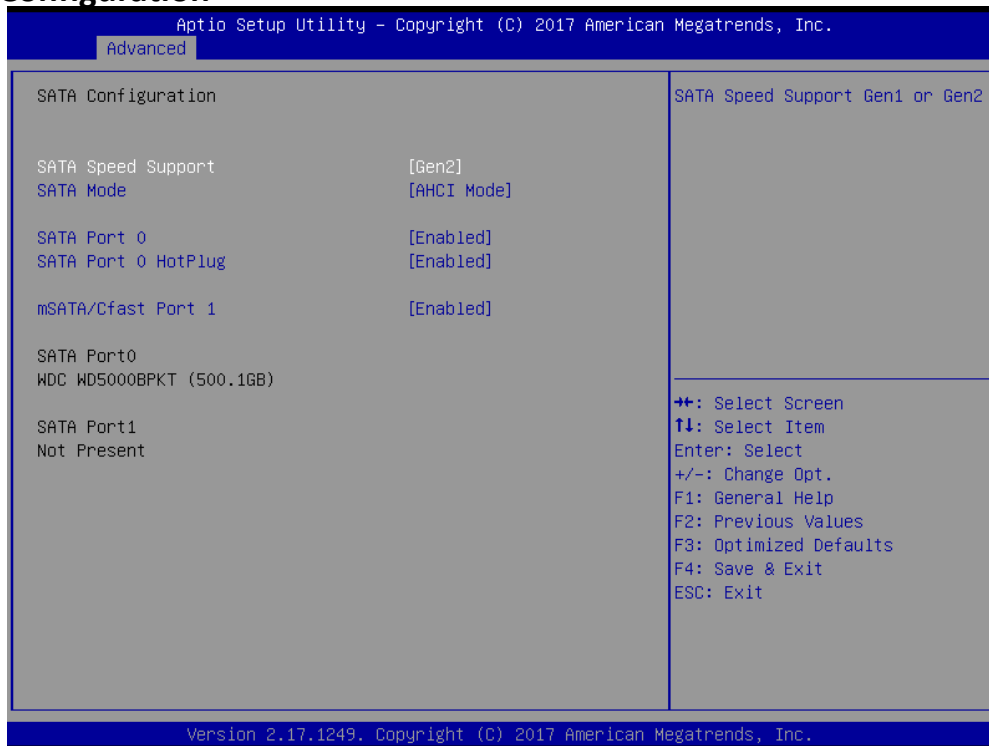 Configuration
Aptio Setup Utility – Copyright (C) 2017 American Megatrends, Inc.
Advanced
SATA Configuration
SATA Speed Support [Gen2]
SATA Mode [AHCI Mode]
SATA Port 0 [Enabled]
SATA Port 0 HotPlug [Enabled]
mSATA/Cfast Port 1 [Enabled]
SATA Port0
WDC WD5000BPKT (500.1GB)
SATA Port1
Not Present
SATA Speed Support Gen1 or Gen2
→←: Select Screen
↑↓: Select Item
Enter: Select
+/-: Change Opt.
F1: General Help
F2: Previous Values
F3: Optimized Defaults
F4: Save & Exit
ESC: Exit
Version 2.17.1249. Copyright (C) 2017 American Megatrends, Inc.